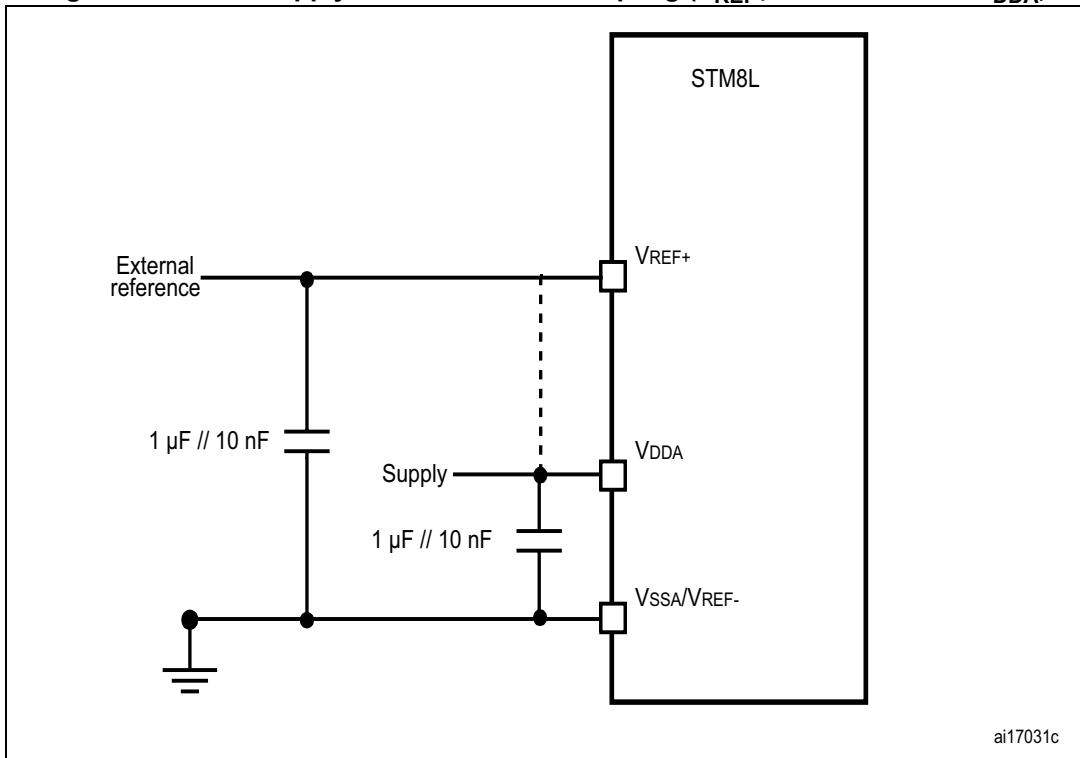 STM8L
VREF+
External
reference
1 µF // 10 nF
VDDA
Supply
1 µF // 10 nF
VSSA/VREF-
ai17031c